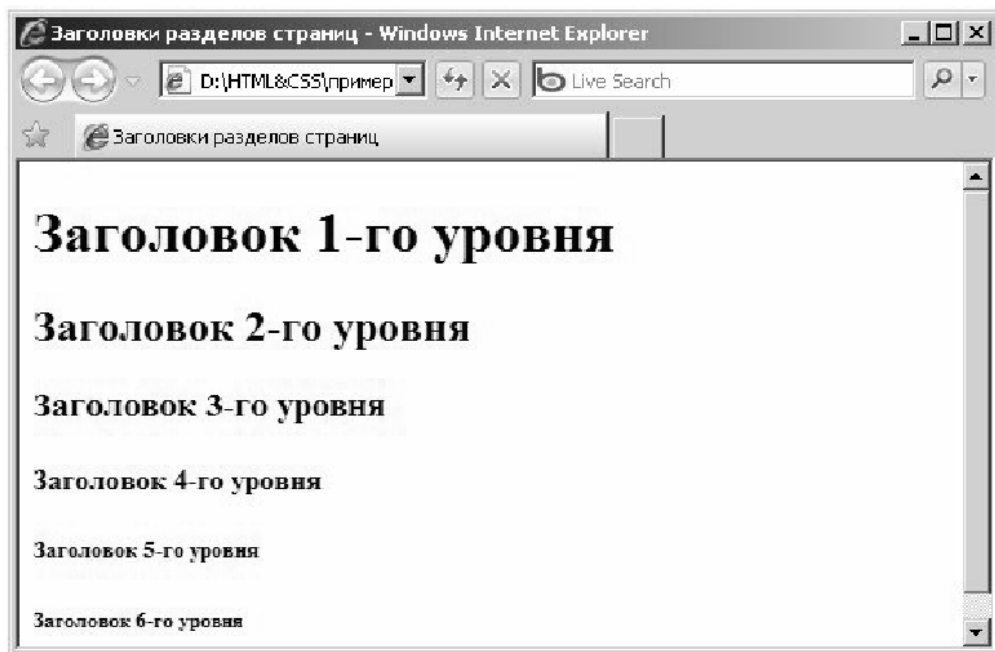 Заголовки разделов страниц - Windows Internet Explorer
D:\HTML&CSS\пример
Live Search
Заголовки разделов страниц
Заголовок 1-го уровня
Заголовок 2-го уровня
Заголовок 3-го уровня
Заголовок 4-го уровня
Заголовок 5-го уровня
Заголовок 6-го уровня